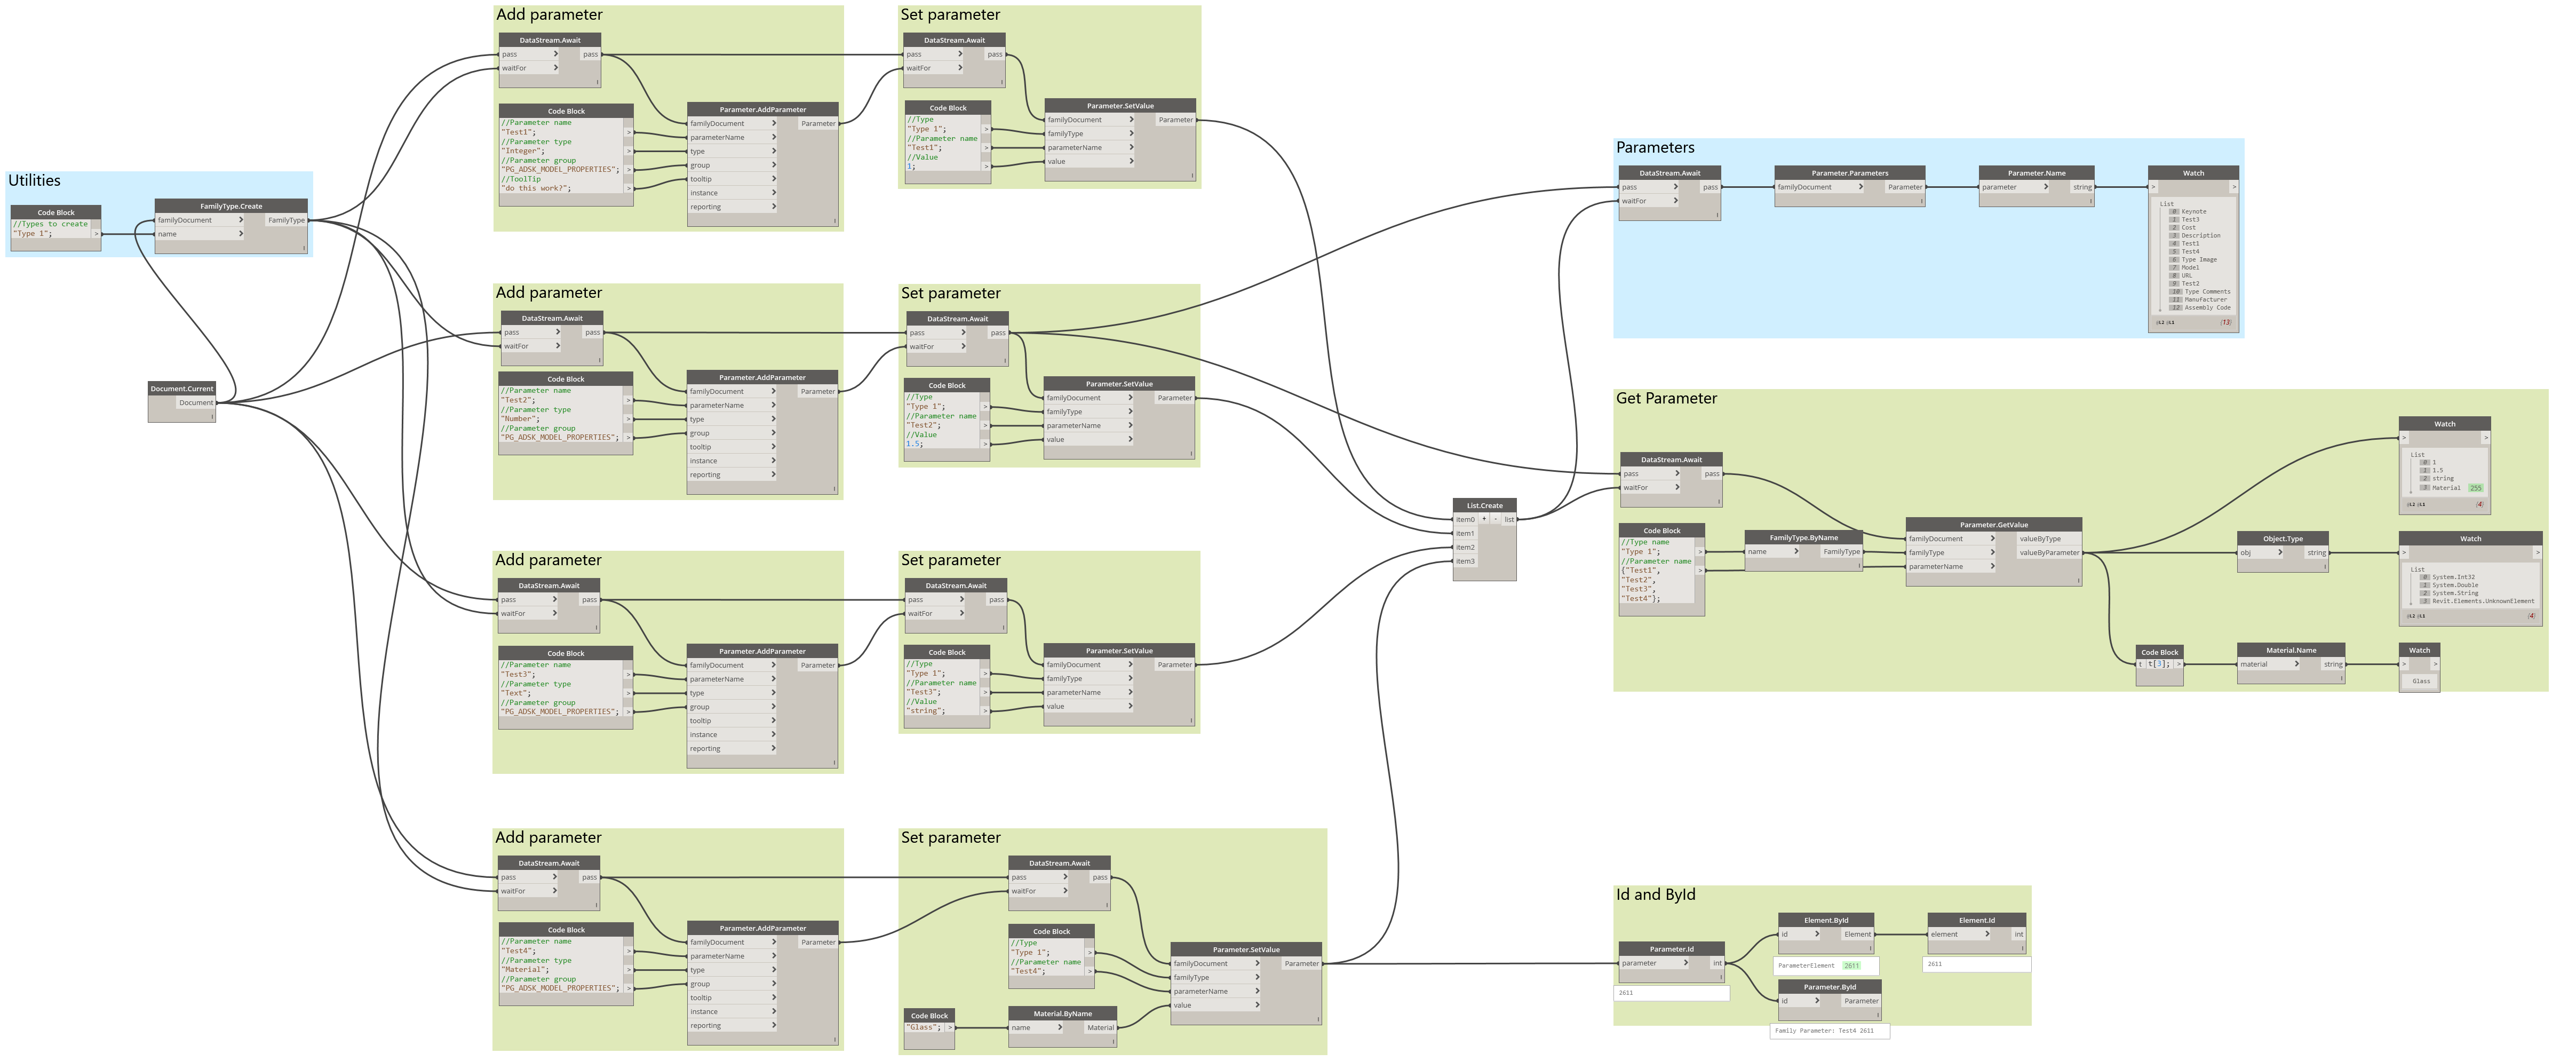 Utilities
Code Block
//Types to create
"Type 1";
>
FamilyType.Create
familyDocument
>
FamilyType
name
>
Document.Current
Document
Add parameter
DataStream.Await
pass
>
pass
waitFor
>
Code Block
//Parameter name
"Test1";
>
//Parameter type
"Integer";
>
//Parameter group
"PG_ADSK_MODEL_PROPERTIES";
>
//ToolTip
"do this work?";
>
Parameter.AddParameter
familyDocument
>
Parameter
parameterName
>
type
>
group
>
tooltip
>
instance
>
reporting
>
Set parameter
DataStream.Await
pass
>
pass
waitFor
>
Code Block
//Type
"Type 1";
>
//Parameter name
"Test1";
>
//Value
1;
>
Parameter.SetValue
familyDocument
>
Parameter
familyType
>
parameterName
>
value
>
Add parameter
DataStream.Await
pass
>
pass
waitFor
>
Code Block
//Parameter name
"Test2";
>
//Parameter type
"Number";
>
//Parameter group
"PG_ADSK_MODEL_PROPERTIES";
>
Parameter.AddParameter
familyDocument
>
Parameter
parameterName
>
type
>
group
>
tooltip
>
instance
>
reporting
>
Set parameter
DataStream.Await
pass
>
pass
waitFor
>
Code Block
//Type
"Type 1";
>
//Parameter name
"Test2";
>
//Value
1.5;
>
Parameter.SetValue
familyDocument
>
Parameter
familyType
>
parameterName
>
value
>
Add parameter
DataStream.Await
pass
>
pass
waitFor
>
Code Block
//Parameter name
"Test3";
>
//Parameter type
"Text";
>
//Parameter group
"PG_ADSK_MODEL_PROPERTIES";
>
Parameter.AddParameter
familyDocument
>
Parameter
parameterName
>
type
>
group
>
tooltip
>
instance
>
reporting
>
Set parameter
DataStream.Await
pass
>
pass
waitFor
>
Code Block
//Type
"Type 1";
>
//Parameter name
"Test3";
>
//Value
"string";
>
Parameter.SetValue
familyDocument
>
Parameter
familyType
>
parameterName
>
value
>
Add parameter
DataStream.Await
pass
>
pass
waitFor
>
Code Block
//Parameter name
"Test4";
>
//Parameter type
"Material";
>
//Parameter group
"PG_ADSK_MODEL_PROPERTIES";
>
Parameter.AddParameter
familyDocument
>
Parameter
parameterName
>
type
>
group
>
tooltip
>
instance
>
reporting
>
Set parameter
DataStream.Await
pass
>
pass
waitFor
>
Code Block
//Type
"Type 1";
>
//Parameter name
"Test4";
>
Code Block
"Glass";
>
Material.ByName
name
>
Material
Parameter.SetValue
familyDocument
>
Parameter
familyType
>
parameterName
>
value
>
List.Create
item0
+
-
list
item1
item2
item3
Parameters
DataStream.Await
pass
>
pass
waitFor
>
Parameter.Parameters
familyDocument
>
Parameter
Parameter.Name
parameter
>
string
Watch
>
>
List
0 Keynote
1 Test3
2 Cost
3 Description
4 Test1
5 Test4
6 Type Image
7 Model
8 URL
9 Test2
10 Type Comments
11 Manufacturer
12 Assembly Code
@L2 @L1
{13}
Get Parameter
DataStream.Await
pass
>
pass
waitFor
>
Code Block
//Type name
"Type 1";
>
//Parameter name
{"Test1",
>
"Test2",
"Test3",
"Test4"};
FamilyType.ByName
name
>
FamilyType
Parameter.GetValue
familyDocument
>
valueByType
familyType
>
valueByParameter
parameterName
>
Watch
>
>
List
0 1
1 1.5
2 string
3 Material 255
@L2 @L1
{4}
Object.Type
obj
>
string
Watch
>
>
List
0 System.Int32
1 System.Double
2 System.String
3 Revit.Elements.UnknownElement
@L2 @L1
{4}
Code Block
t
t[3];
>
Material.Name
material
>
string
Watch
>
>
Glass
Id and ById
Parameter.Id
parameter
>
int
2611
Element.ById
id
>
Element
ParameterElement 2611
Element.Id
element
>
int
2611
Parameter.ById
id
>
Parameter
Family Parameter: Test4 2611